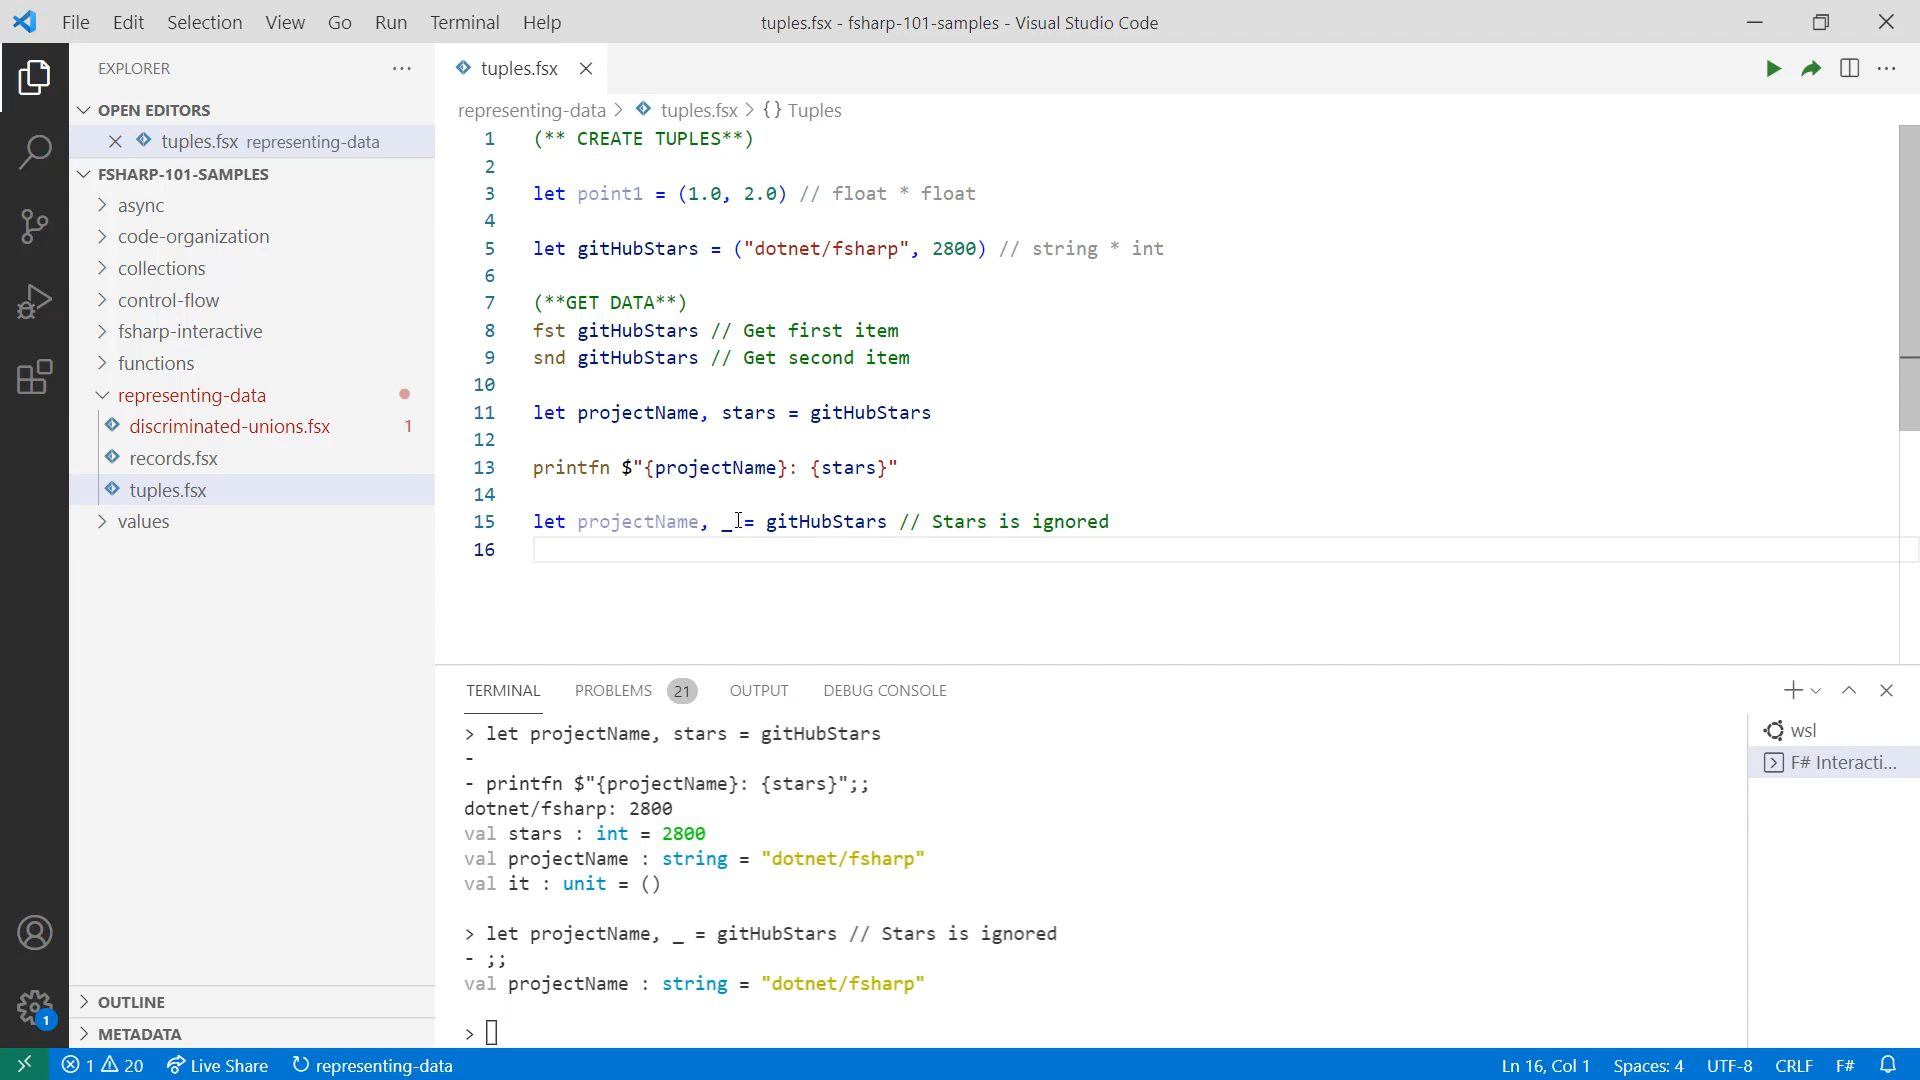 File Edit Selection View Go Run Terminal Help
tuples.fsx - fsharp-101-samples - Visual Studio Code
EXPLORER
OPEN EDITORS
tuples.fsx representing-data
FSHARP-101-SAMPLES
async
code-organization
collections
control-flow
fsharp-interactive
functions
representing-data
discriminated-unions.fsx 1
records.fsx
tuples.fsx
values
OUTLINE
METADATA
1
tuples.fsx
representing-data > tuples.fsx > {} Tuples
1 (** CREATE TUPLES**)
2
3 let point1 = (1.0, 2.0) // float * float
4
5 let gitHubStars = ("dotnet/fsharp", 2800) // string * int
6
7 (**GET DATA**)
8 fst gitHubStars // Get first item
9 snd gitHubStars // Get second item
10
11 let projectName, stars = gitHubStars
12
13 printfn $"{projectName}: {stars}"
14
15 let projectName, _ = gitHubStars // Stars is ignored
16
TERMINAL PROBLEMS 21 OUTPUT DEBUG CONSOLE
> let projectName, stars = gitHubStars
-
- printfn $"{projectName}: {stars}";;
dotnet/fsharp: 2800
val stars : int = 2800
val projectName : string = "dotnet/fsharp"
val it : unit = ()
> let projectName, _ = gitHubStars // Stars is ignored
- ;;
val projectName : string = "dotnet/fsharp"
>
wsl
F# Interacti...
1 20 Live Share representing-data
Ln 16, Col 1 Spaces: 4 UTF-8 CRLF F#